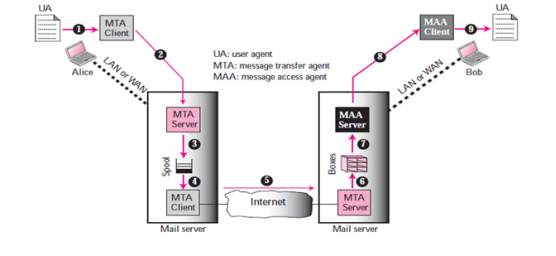 UA
MTA
Client
1
2
Alice
LAN or WAN
UA: user agent
MTA: message transfer agent
MAA: message access agent
MAA
Client
UA
8
9
Bob
LAN or WAN
MTA
Server
3
Spool
4
MTA
Client
Mail server
5
Internet
MAA
Server
7
Boxes
6
MTA
Server
Mail server